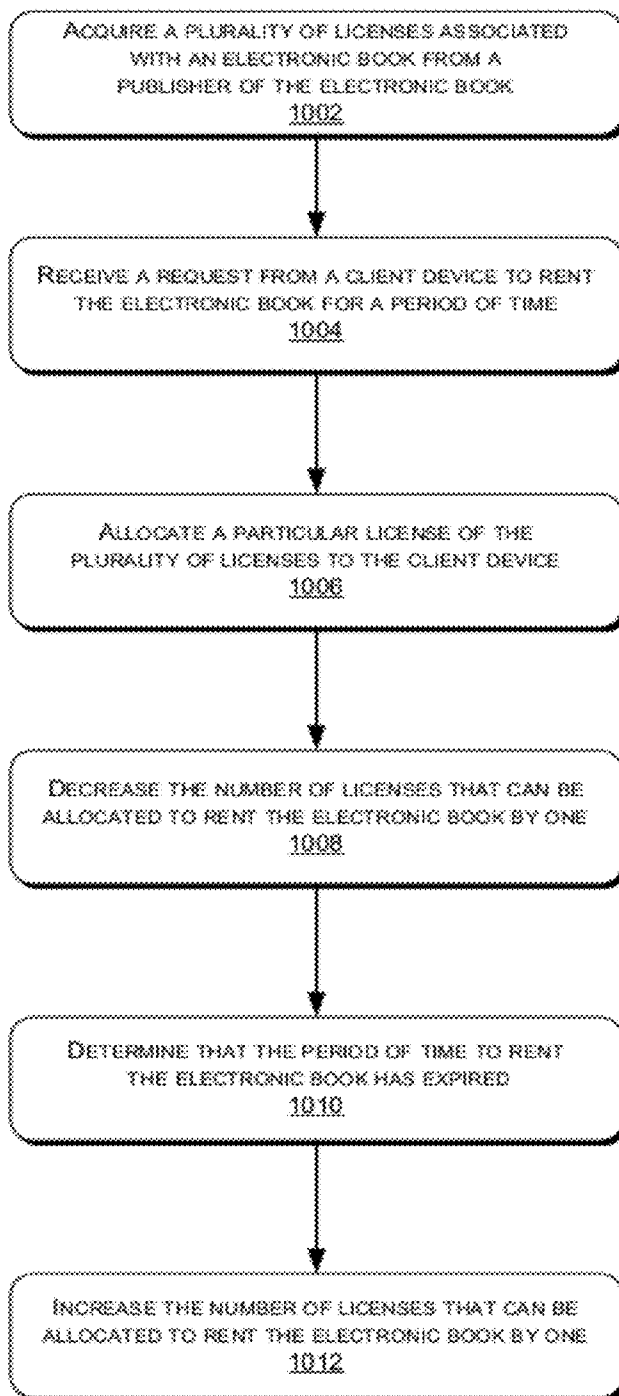 ACQUIRE A PLURALITY OF LICENSES ASSOCIATED
WITH AN ELECTRONIC BOOK FROM A
PUBLISHER OF THE ELECTRONIC BOOK
1002
RECEIVE A REQUEST FROM A CLIENT DEVICE TO RENT
THE ELECTRONIC BOOK FOR A PERIOD OF TIME
1004
ALLOCATE A PARTICULAR LICENSE OF THE
PLURALITY OF LICENSES TO THE CLIENT DEVICE
1006
DECREASE THE NUMBER OF LICENSES THAT CAN BE
ALLOCATED TO RENT THE ELECTRONIC BOOK BY ONE
1008
DETERMINE THAT THE PERIOD OF TIME TO RENT
THE ELECTRONIC BOOK HAS EXPIRED
1010
INCREASE THE NUMBER OF LICENSES THAT CAN BE
ALLOCATED TO RENT THE ELECTRONIC BOOK BY ONE
1012